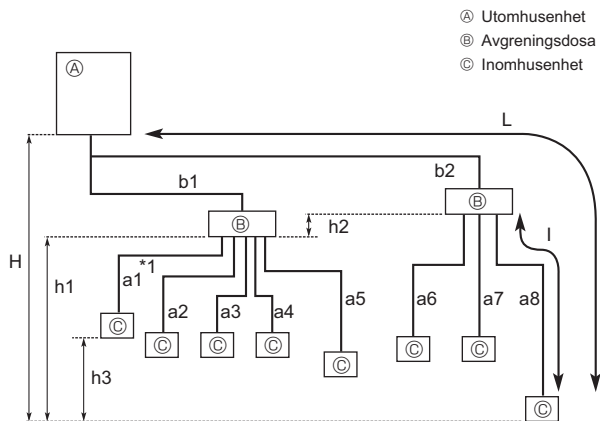 Ⓐ Utomhusenhet
Ⓑ Avgreningsdosa
Ⓒ Inomhusenhet
Ⓐ
L
b2
b1
Ⓑ
Ⓑ
h2
I
H
h1
a1
*1
a2
a3
a4
a5
a6
a7
a8
Ⓒ
Ⓒ
Ⓒ
Ⓒ
Ⓒ
Ⓒ
Ⓒ
h3
Ⓒ